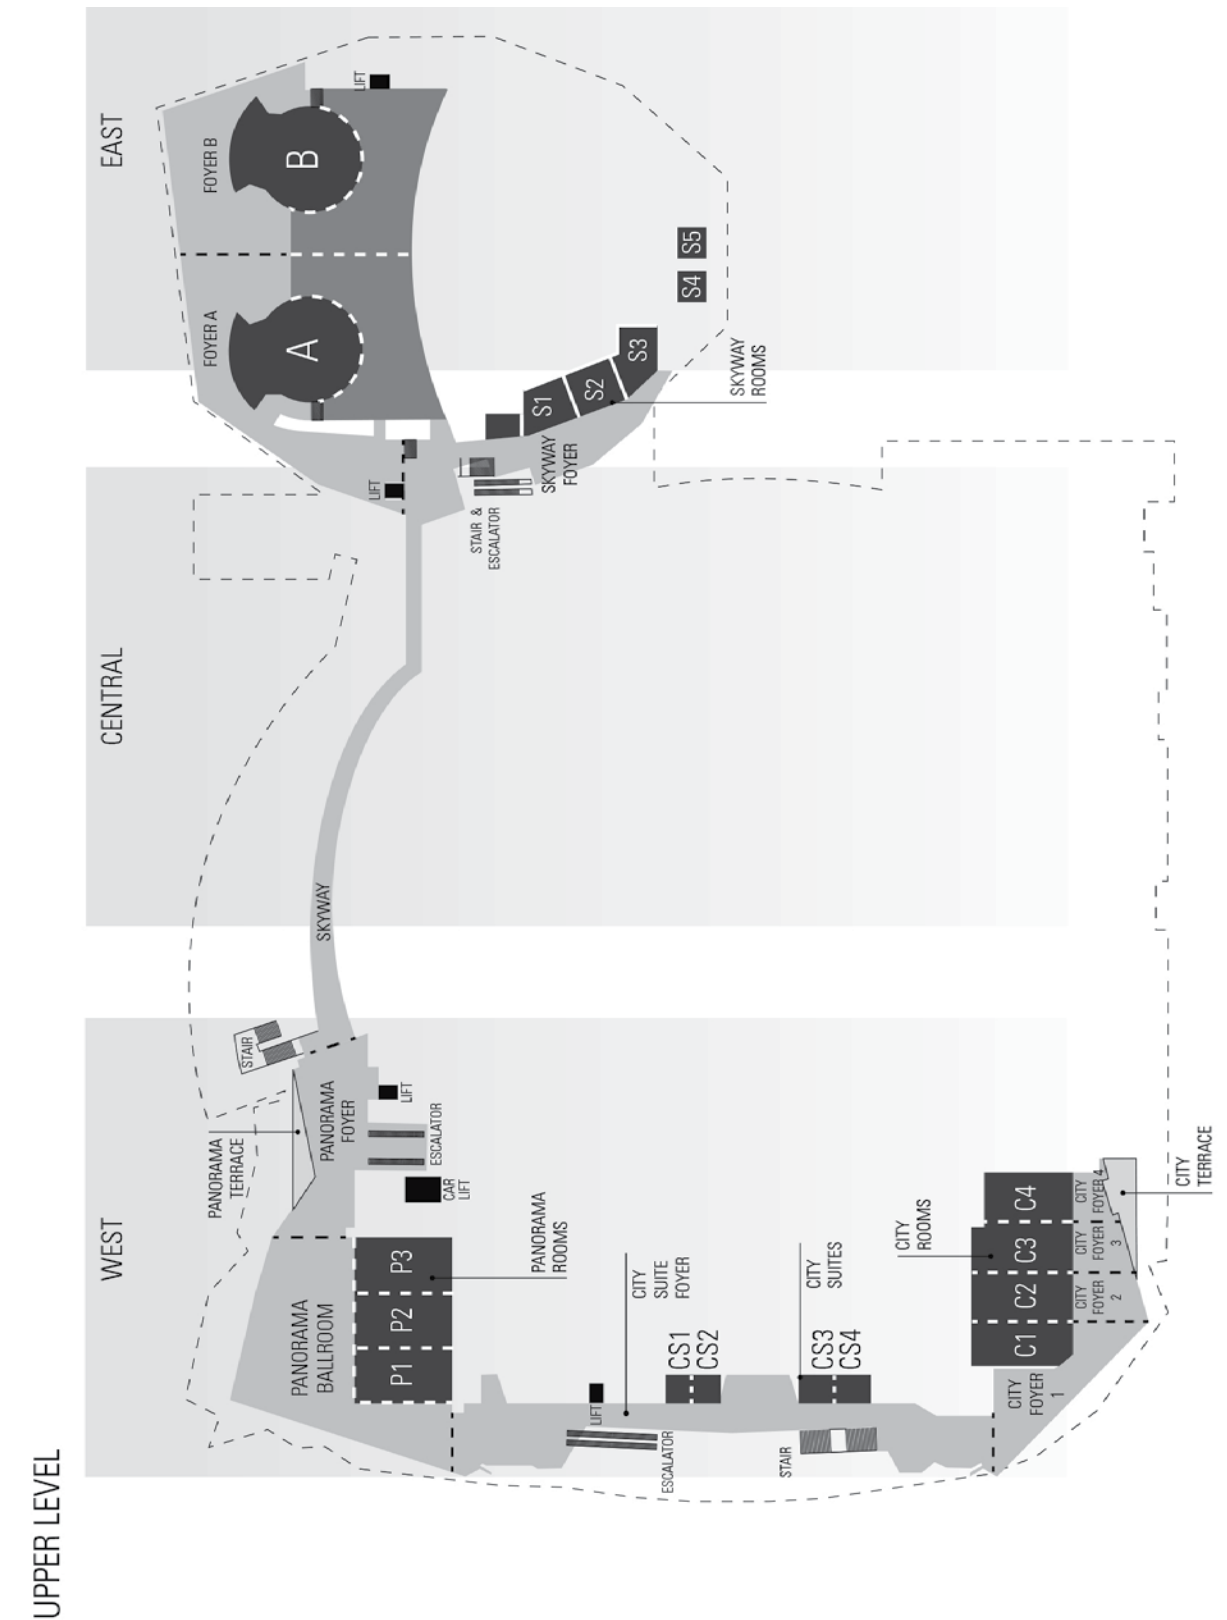 UPPER LEVEL
WEST
CENTRAL
EAST
PANORAMA
BALLROOM
P1
P2
P3
PANORAMA
ROOMS
PANORAMA
TERRACE
PANORAMA
FOYER
STAIR
LIFT
ESCALATOR
CAR
LIFT
SKYWAY
LIFT
STAIR &
ESCALATOR
SKYWAY
FOYER
FOYER A
FOYER B
A
B
LIFT
S1
S2
S3
S4
S5
SKYWAY
ROOMS
LIFT
ESCALATOR
CITY
SUITE
FOYER
CS1
CS2
CITY
SUITES
CS3
CS4
STAIR
CITY
ROOMS
C1
C2
C3
C4
CITY
FOYER
1
CITY
FOYER
2
CITY
FOYER
3
CITY
FOYER
4
CITY
TERRACE